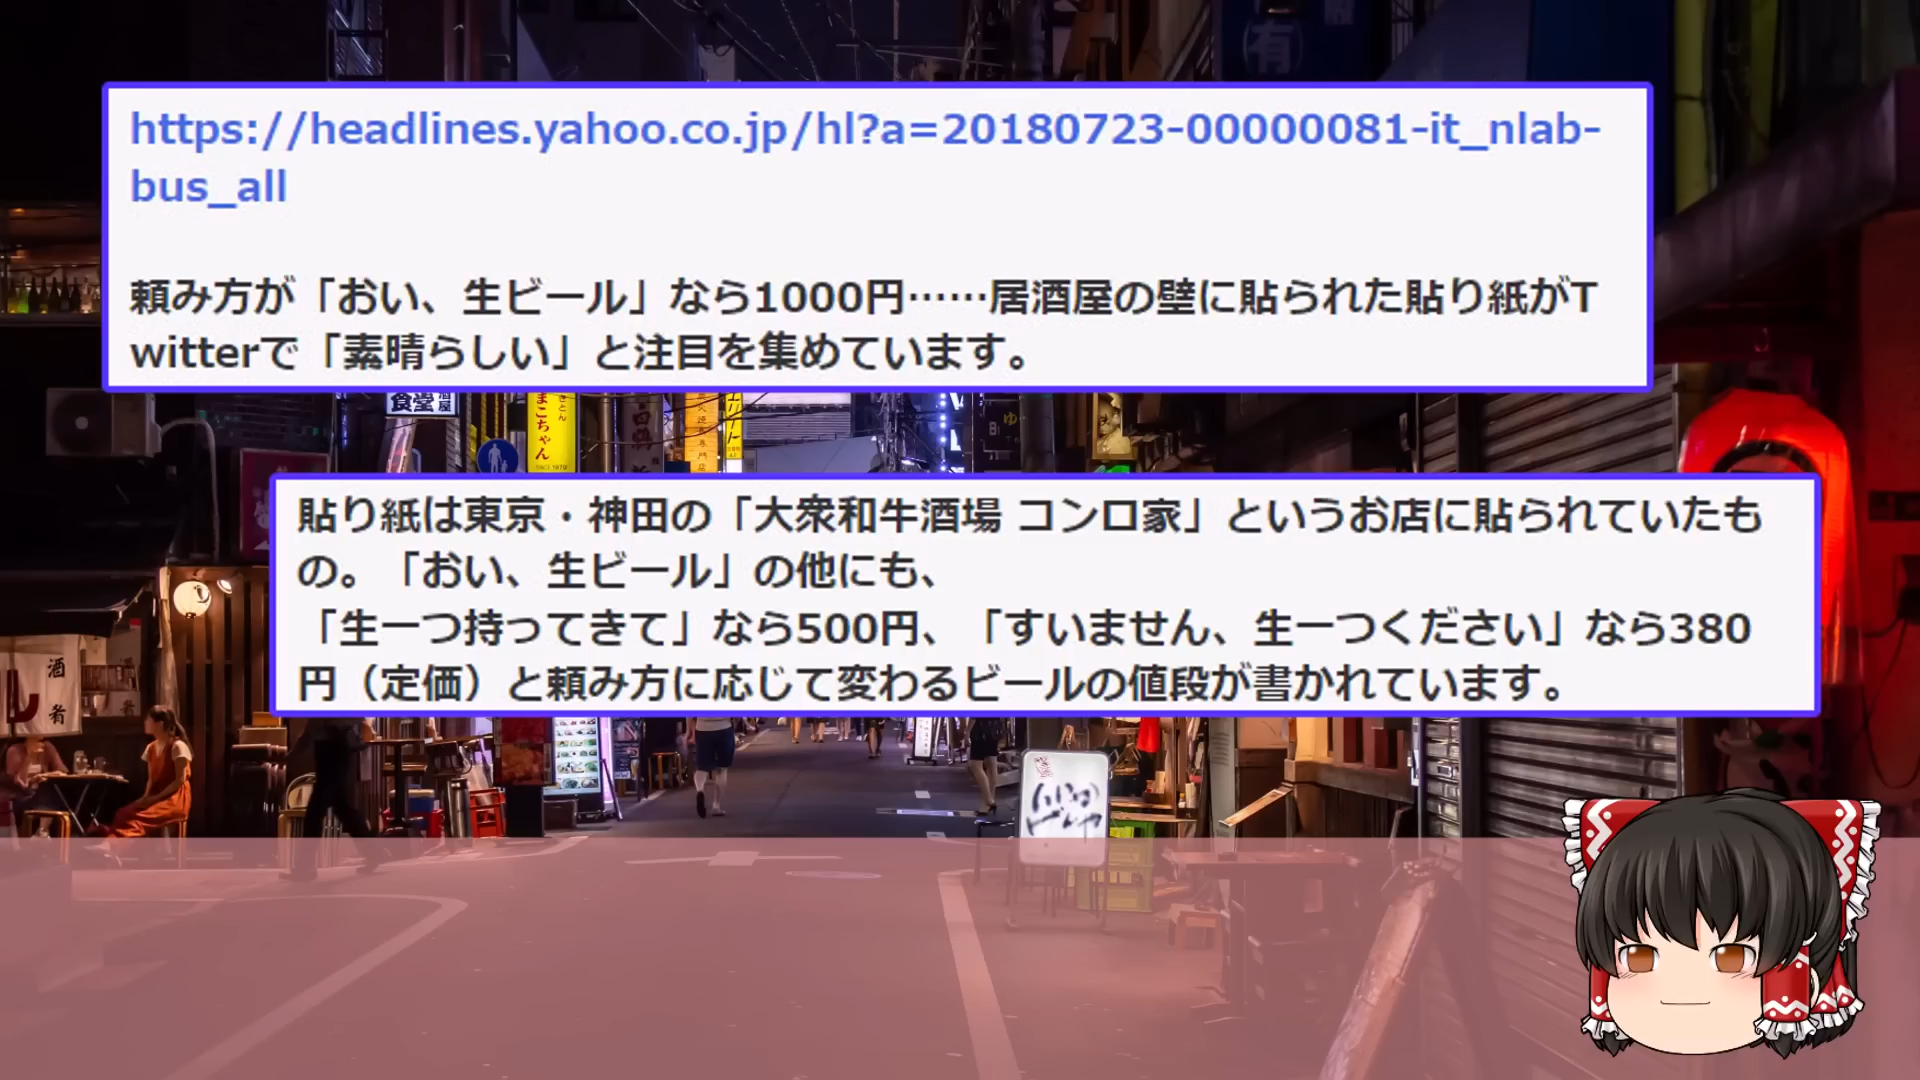 有
https://headlines.yahoo.co.jp/hl?a=20180723-00000081-it_nlab-
bus_all
頼み方が「おい、生ビール」なら1000円……居酒屋の壁に貼られた貼り紙がT
witterで「素晴らしい」と注目を集めています。
食堂
酒屋
まこちゃん
貼り紙は東京・神田の「大衆和牛酒場 コンロ家」というお店に貼られていたも
の。「おい、生ビール」の他にも、
「生一つ持ってきて」なら500円、「すいません、生一つください」なら380
円（定価）と頼み方に応じて変わるビールの値段が書かれています。
酒
肴